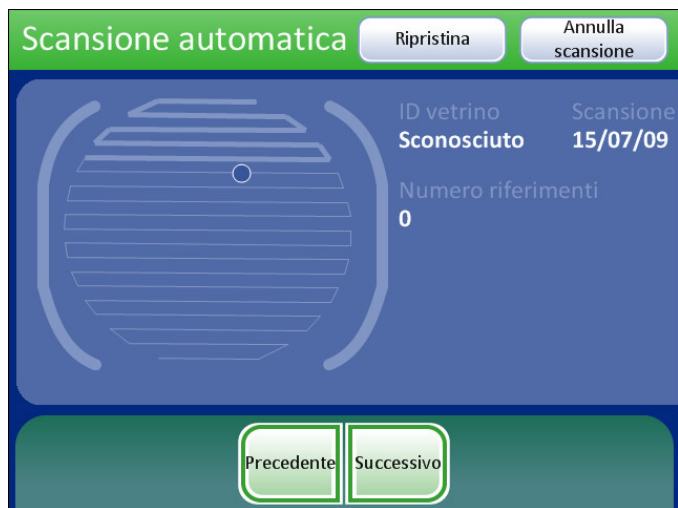 Scansione automatica
Ripristina
Annulla
scansione
ID vetrino Scansione
Sconosciuto 15/07/09
Numero riferimenti
0
Precedente Successivo